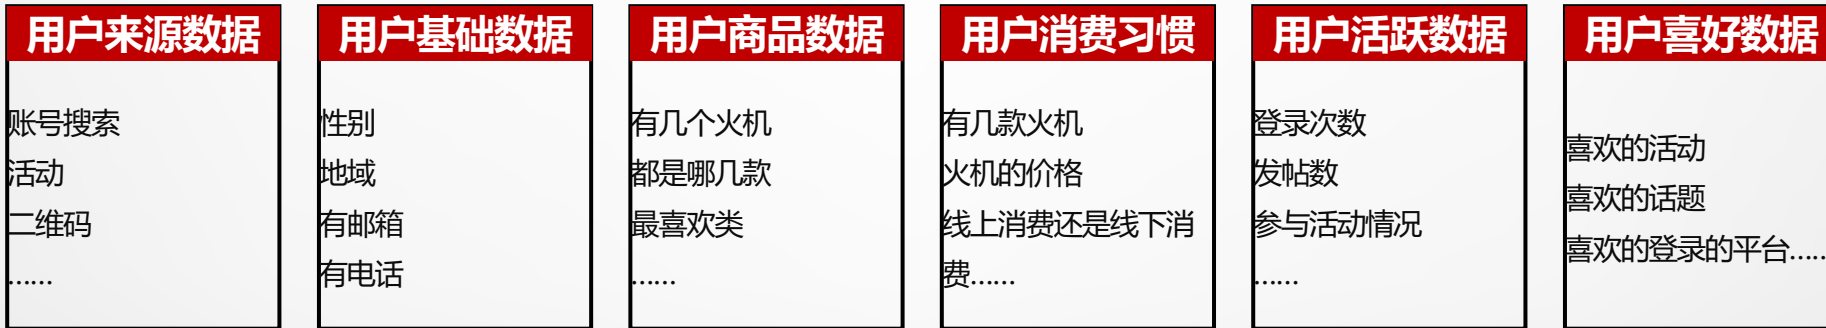 用户来源数据
账号搜索
活动
二维码
......
用户基础数据
性别
地域
有邮箱
有电话
用户商品数据
有几个火机
都是哪几款
最喜欢类
......
用户消费习惯
有几款火机
火机的价格
线上消费还是线下消
费......
用户活跃数据
登录次数
发帖数
参与活动情况
......
用户喜好数据
喜欢的活动
喜欢的话题
喜欢的登录的平台......